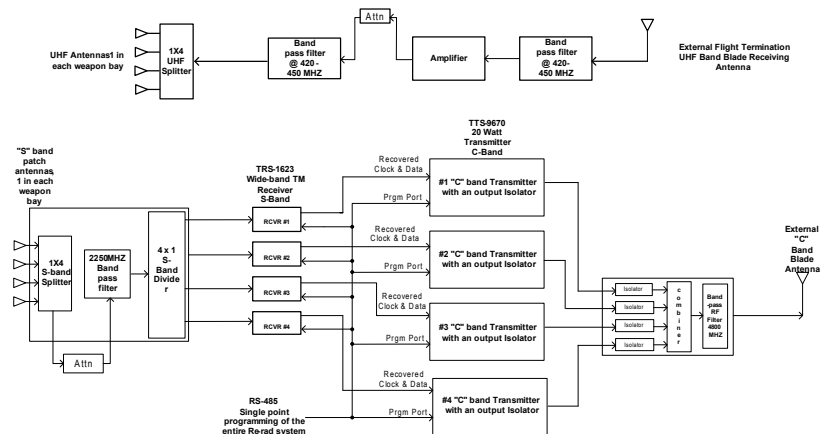 Attn
UHF Antennas1 in
each weapon bay
1X4
UHF
Splitter
Band
pass filter
@ 420 -
450 MHZ
Amplifier
Band
pass filter
@ 420-
450 MHZ
External Flight Termination
UHF Band Blade Receiving
Antenna
"S" band
patch
antennas,
1 in each
weapon
bay
1X4
S-band
Splitter
2250MHZ
Band
pass
filter
4 x 1
S-
Band
Divide
r
Attn
TRS-1623
Wide-band TM
Receiver
S-Band
RCVR #1
RCVR #2
RCVR #3
RCVR #4
TTS-9670
20 Watt
Transmitter
C-Band
Recovered
Clock & Data
Prgm Port
#1 "C" band Transmitter
with an output Isolator
Recovered
Clock & Data
Prgm Port
#2 "C" band Transmitter
with an output Isolator
Recovered
Clock & Data
Prgm Port
#3 "C" band Transmitter
with an output Isolator
Recovered
Clock & Data
Prgm Port
#4 "C" band Transmitter
with an output Isolator
RS-485
Single point
programming of the
entire Re-rad system
Isolator
Isolator
Isolator
Isolator
c
o
m
b
i
n
e
r
Band
-pass
RF
Filter
4800
MHZ
External
"C"
Band
Blade
Antenna